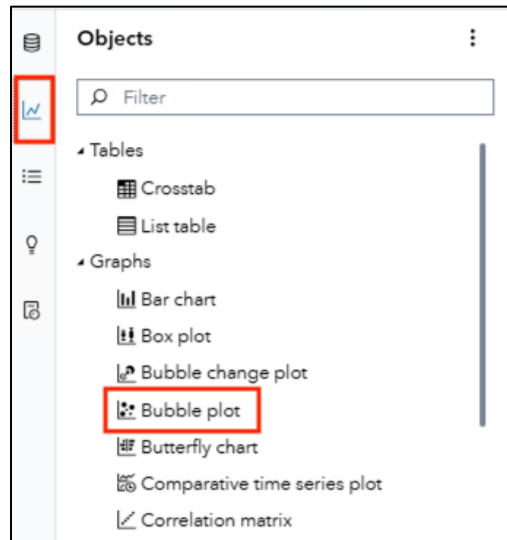 Objects
Filter
Tables
Crosstab
List table
Graphs
Bar chart
Box plot
Bubble change plot
Bubble plot
Butterfly chart
Comparative time series plot
Correlation matrix